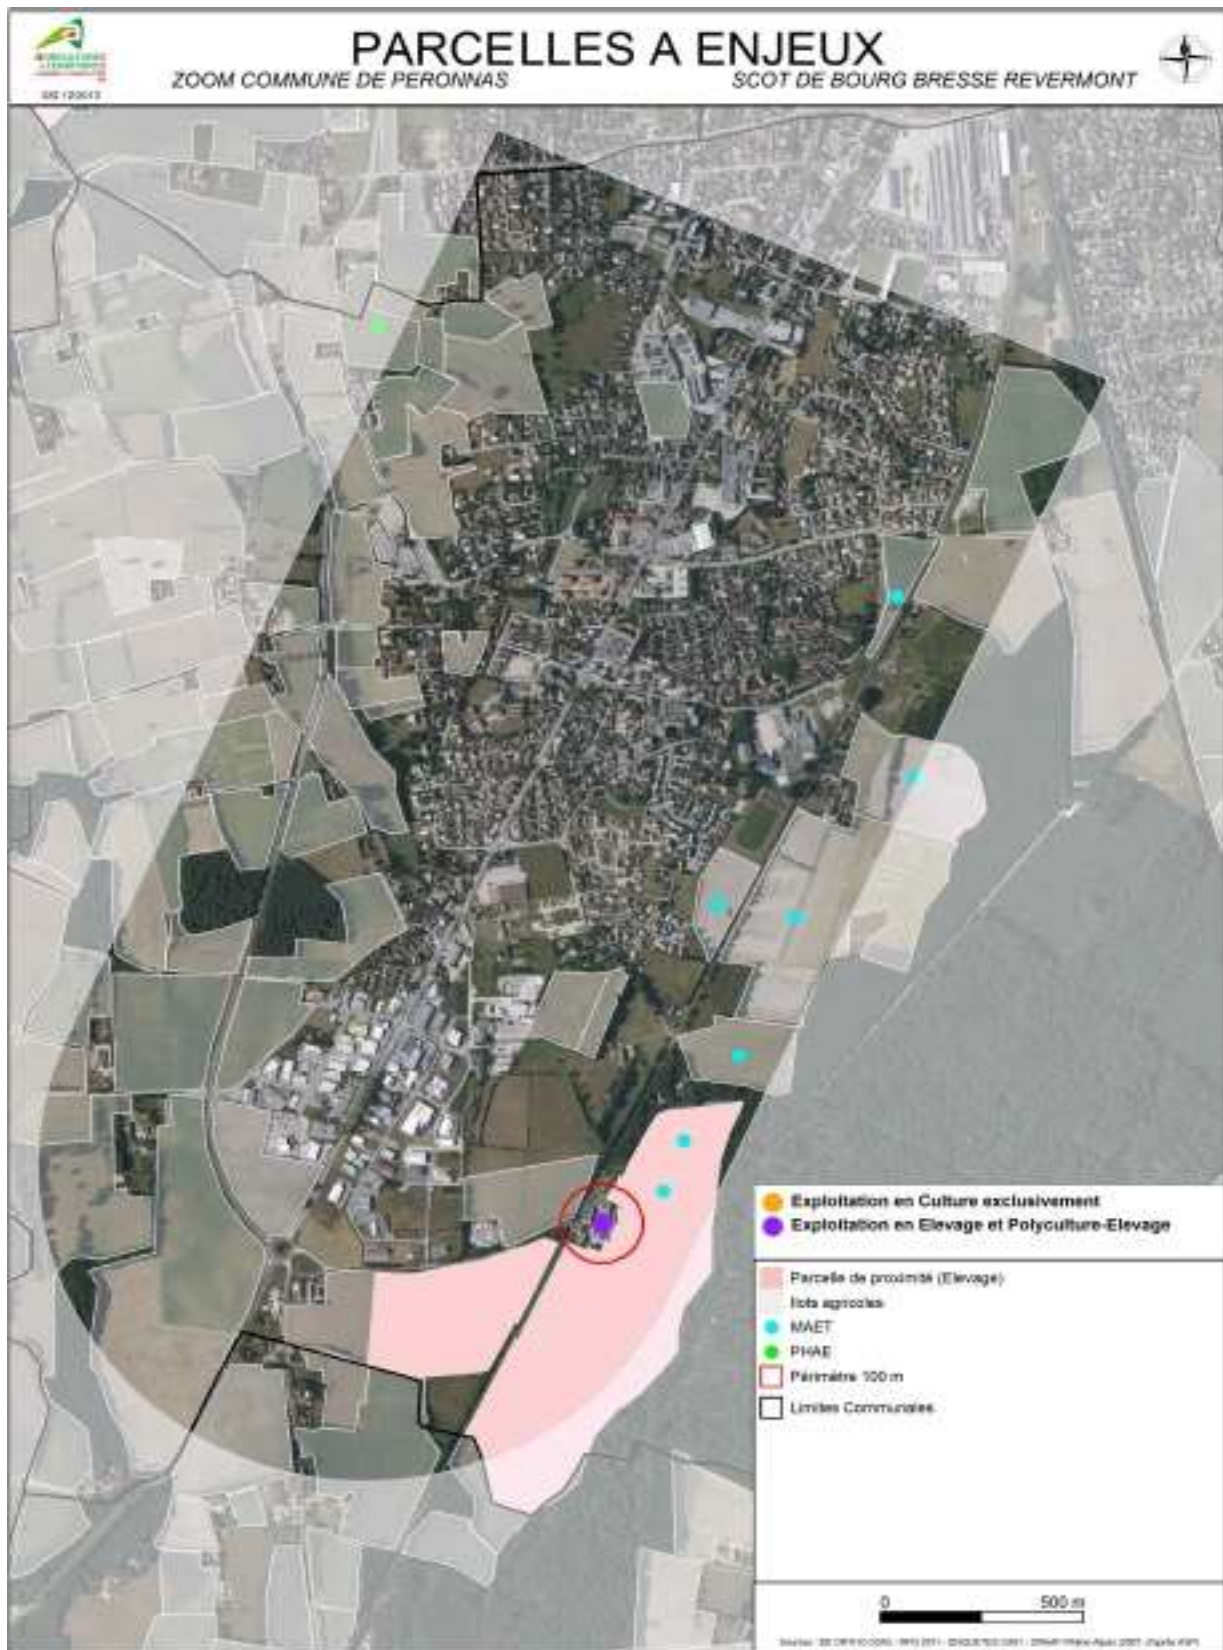 PARCELLES A ENJEUX
ZOOM COMMUNE DE PERONNAS
SCOT DE BOURG BRESSE REVERMONT
Exploitation en Culture exclusivement
Exploitation en Elevage et Polyculture-Elevage
Parcelle de proximité (Elevage)
Ilots agricoles
MAET
PHAE
Périmètre 100 m
Limites Communales
0 500 m